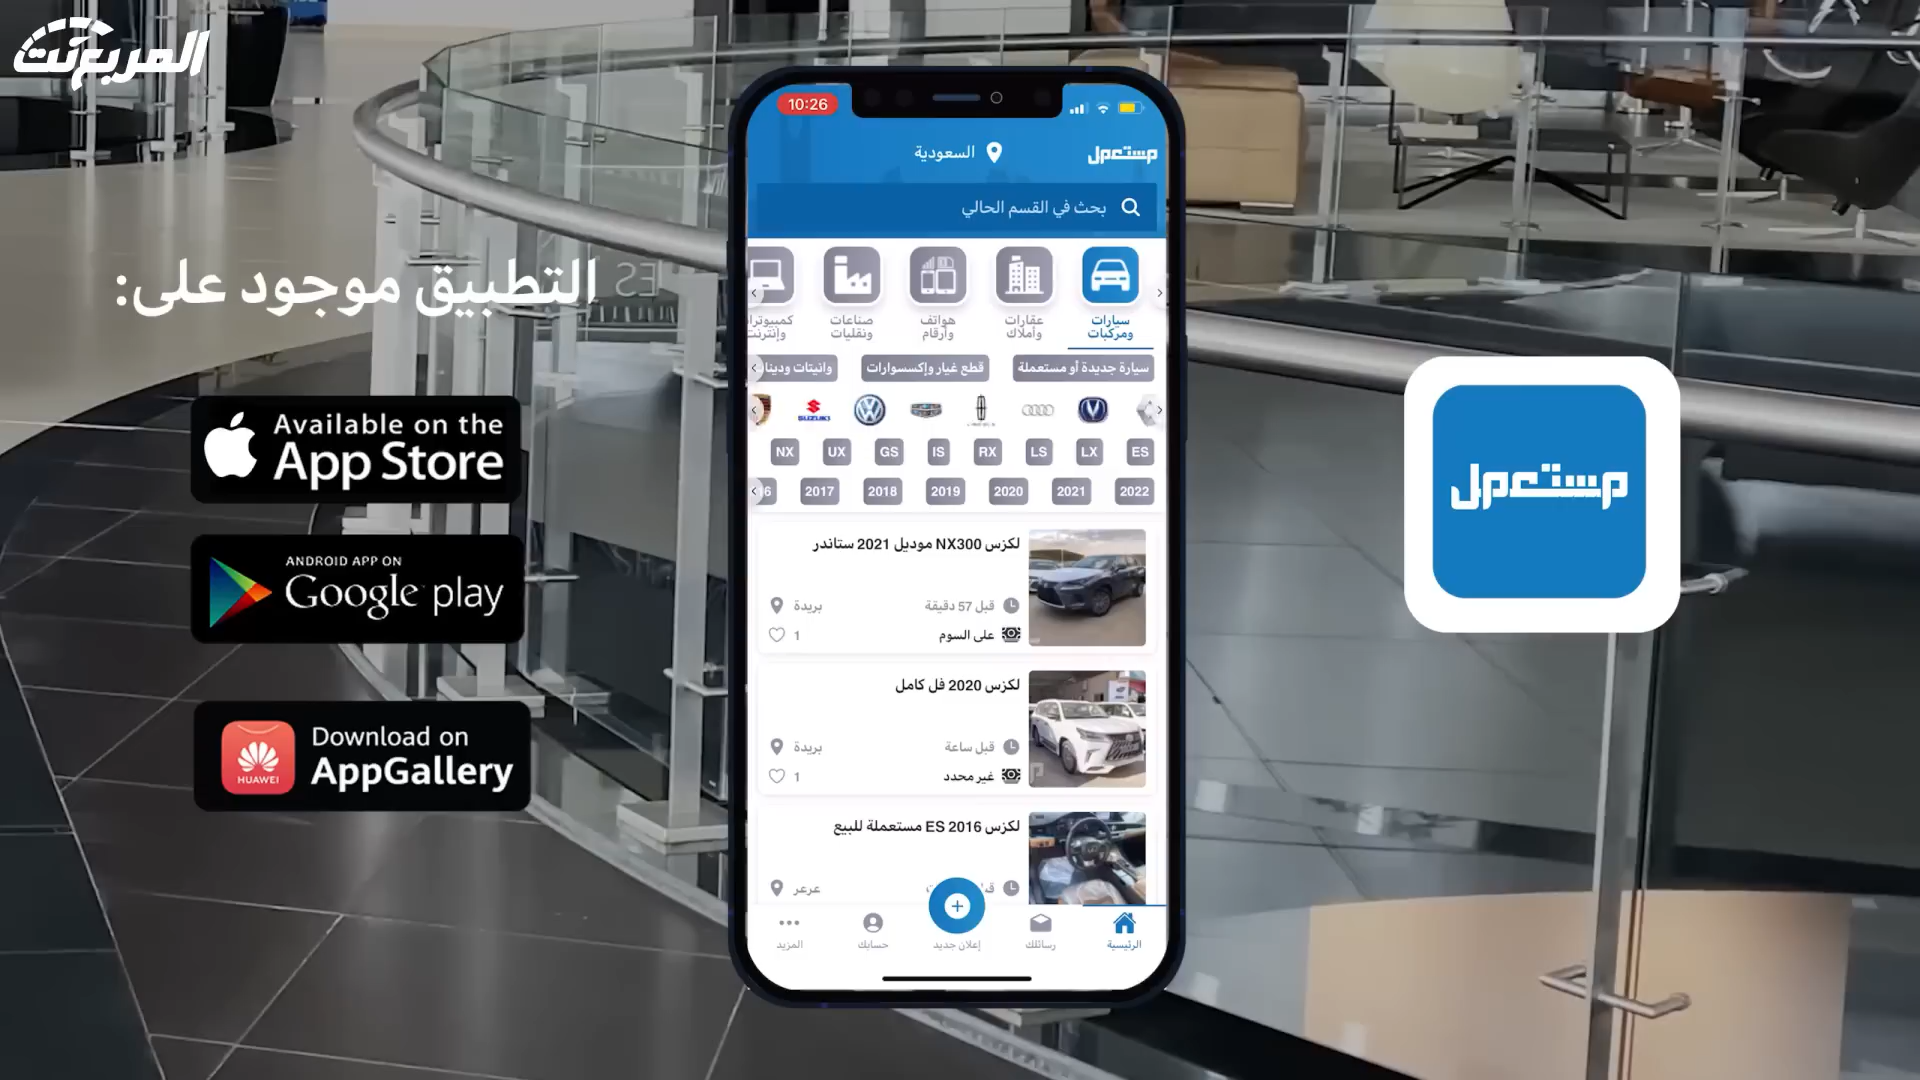 المربع نت
التطبيق موجود على:
Available on the
App Store
ANDROID APP ON
Google play
HUAWEI
Download on
AppGallery
10:26
مستعمل
السعودية
بحث في القسم الحالي
سيارات ومركبات
عقارات وأملاك
هواتف وأرقام
صناعات ونقليات
كمبيوترا وإنترنت
سيارة جديدة أو مستعملة
قطع غيار وإكسسوارات
وانيتات ودينا
SUZUKI
ES LX LS RX IS GS UX NX
2022 2021 2020 2019 2018 2017 16
لكزس NX300 موديل 2021 ستاندر
قبل 57 دقيقة
بريدة
على السوم
1
لكزس 2020 فل كامل
قبل ساعة
بريدة
غير محدد
1
لكزس ES 2016 مستعملة للبيع
عرعر
الرئيسية
رسائلك
إعلان جديد
حسابك
المزيد
مستعمل